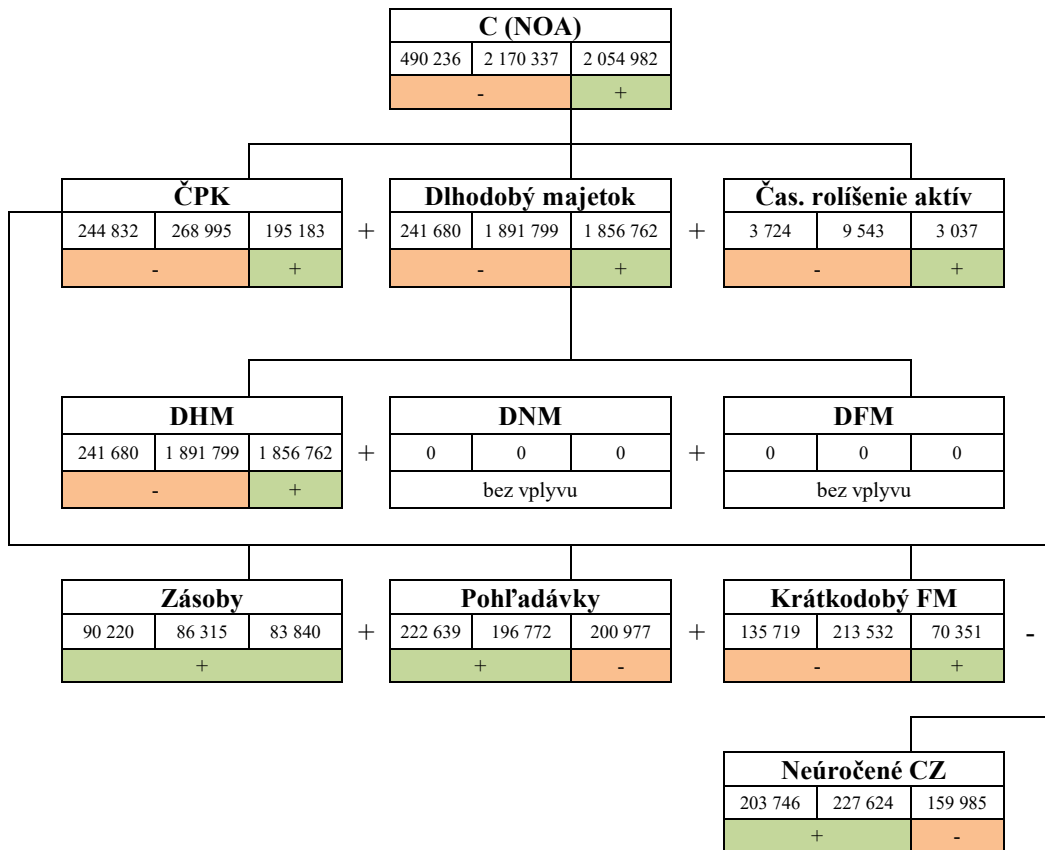 C (NOA)
490 236 2 170 337 2 054 982
- +
ČPK
244 832 268 995 195 183
- +
+
Dlhodobý majetok
241 680 1 891 799 1 856 762
- +
+
Čas. rolíšenie aktív
3 724 9 543 3 037
- +
DHM
241 680 1 891 799 1 856 762
- +
+
DNM
0 0 0
bez vplyvu
+
DFM
0 0 0
bez vplyvu
Zásoby
90 220 86 315 83 840
+
+
Pohľadávky
222 639 196 772 200 977
+ -
+
Krátkodobý FM
135 719 213 532 70 351
- +
-
Neúročené CZ
203 746 227 624 159 985
+ -